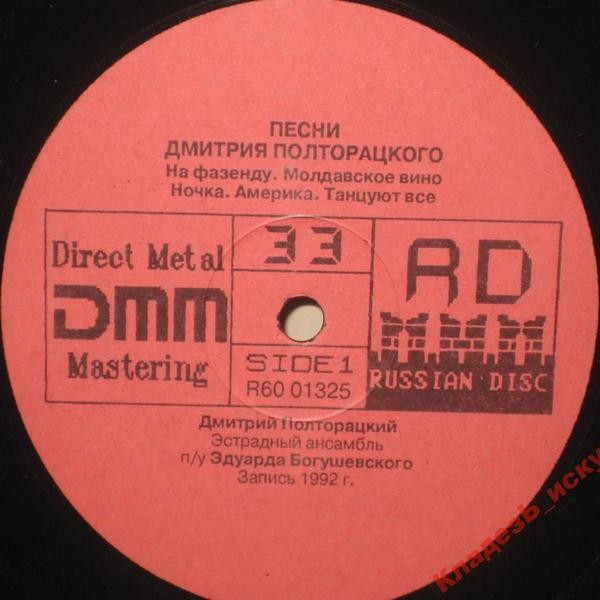 ПЕСНИ
ДМИТРИЯ ПОЛТОРАЦКОГО
На фазенду. Молдавское вино
Ночка. Америка. Танцуют все
Direct Metal
DMM
Mastering
33
SIDE 1
R60 01325
RD
RUSSIAN DISC
Дмитрий Полторацкий
Эстрадный ансамбль
п/у Эдуарда Богушевского
Запись 1992 г.
Кладезь_иску